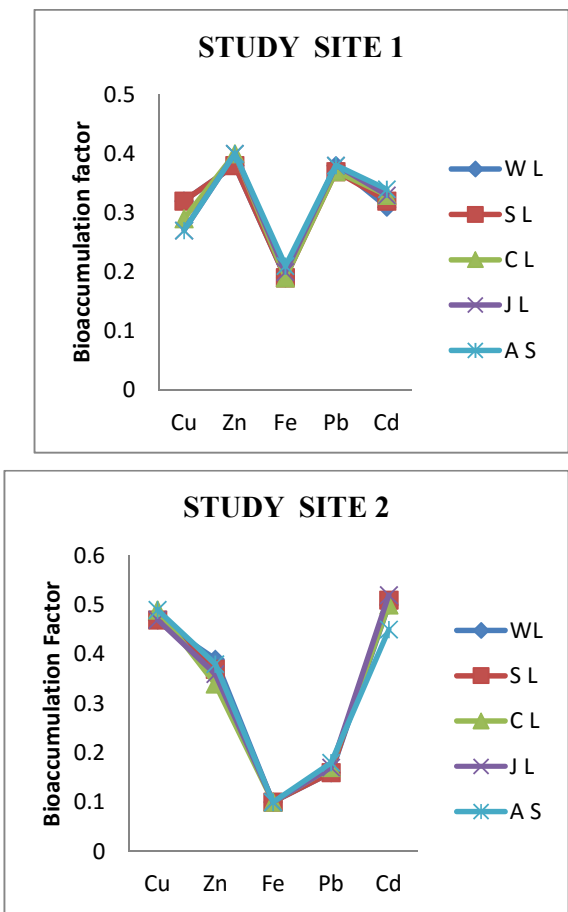 STUDY SITE 1
Bioaccumulation factor
0.5
0.4
0.3
0.2
0.1
0
Cu Zn Fe Pb Cd
W L
S L
C L
J L
A S
STUDY SITE 2
Bioaccumulation Factor
0.6
0.5
0.4
0.3
0.2
0.1
0
Cu Zn Fe Pb Cd
WL
S L
C L
J L
A S